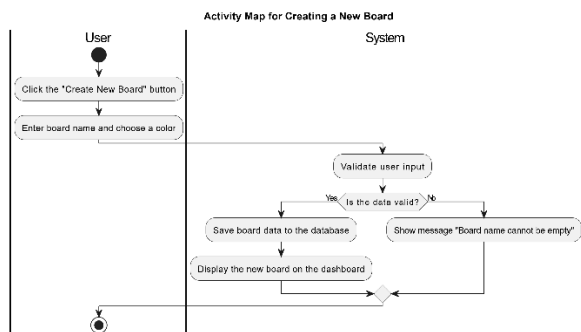 Activity Map for Creating a New Board
User
System
Click the "Create New Board" button
Enter board name and choose a color
Validate user input
Is the data valid?
Yes
No
Save board data to the database
Show message "Board name cannot be empty"
Display the new board on the dashboard